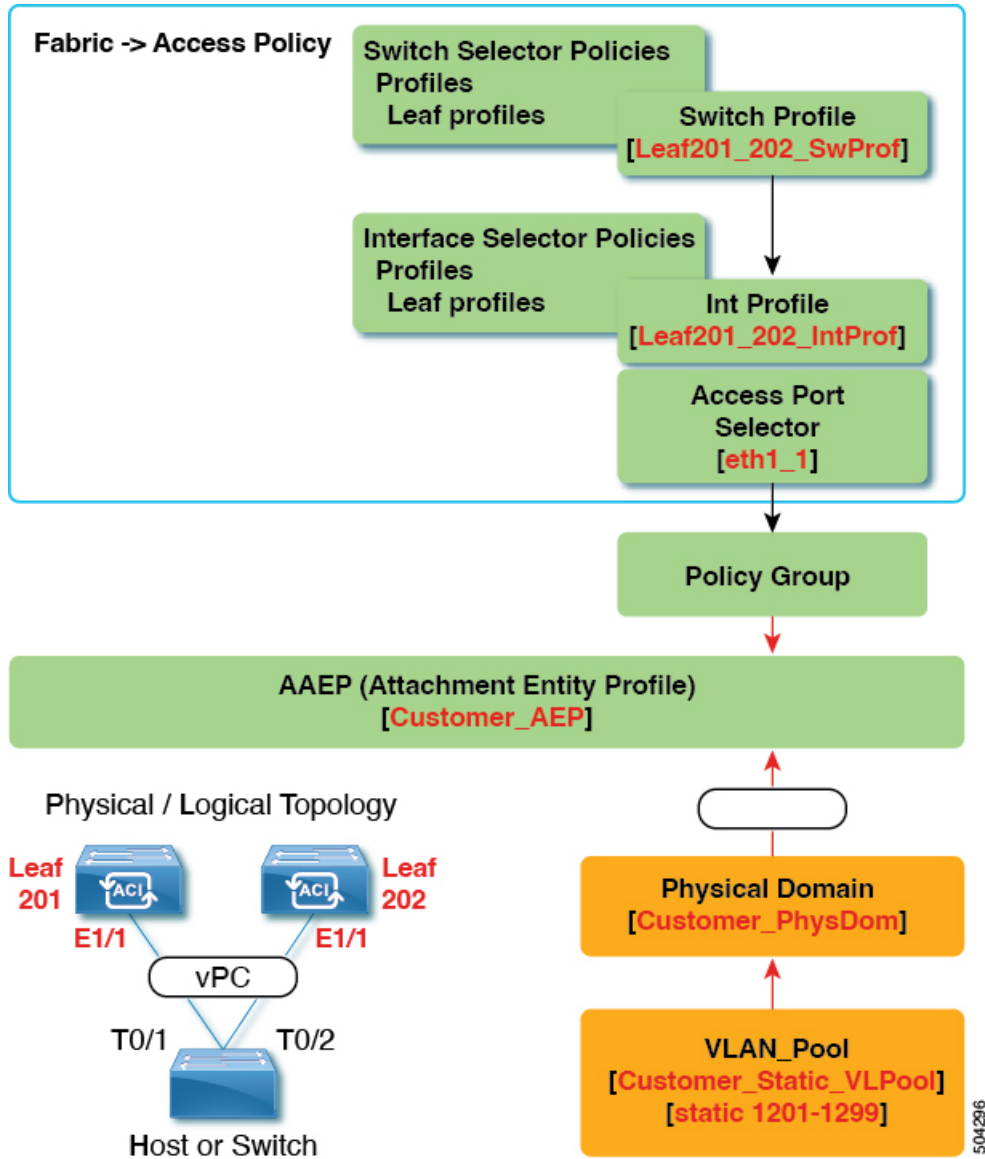 Fabric -> Access Policy
Switch Selector Policies
Profiles
Leaf profiles
Switch Profile
[Leaf201_202_SwProf]
Interface Selector Policies
Profiles
Leaf profiles
Int Profile
[Leaf201_202_IntProf]
Access Port
Selector
[eth1_1]
Policy Group
AAEP (Attachment Entity Profile)
[Customer_AEP]
Physical / Logical Topology
Leaf
201
ACI
ACI
Leaf
202
E1/1
E1/1
vPC
T0/1
T0/2
Host or Switch
Physical Domain
[Customer_PhysDom]
VLAN_Pool
[Customer_Static_VLPool]
[static 1201-1299]
504296